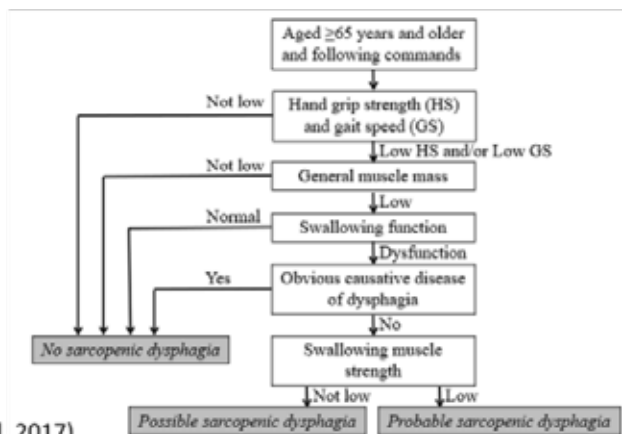 Aged ≥65 years and older
and following commands
Not low
Hand grip strength (HS)
and gait speed (GS)
Low HS and/or Low GS
Not low
General muscle mass
Low
Normal
Swallowing function
Dysfunction
Yes
Obvious causative disease
of dysphagia
No
No sarcopenic dysphagia
Swallowing muscle
strength
Not low
Low
2017)
Possible sarcopenic dysphagia
Probable sarcopenic dysphagia